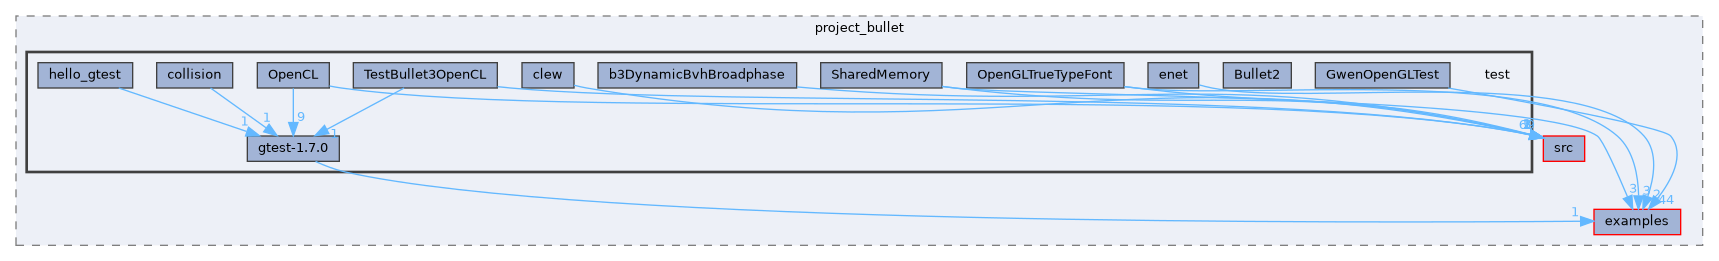 project_bullet
hello_gtest
collision
OpenCL
TestBullet3OpenCL
clew
b3DynamicBvhBroadphase
SharedMemory
OpenGLTrueTypeFont
enet
Bullet2
GwenOpenGLTest
test
1
1
9
1
gtest-1.7.0
src
3
3
2
44
1
examples